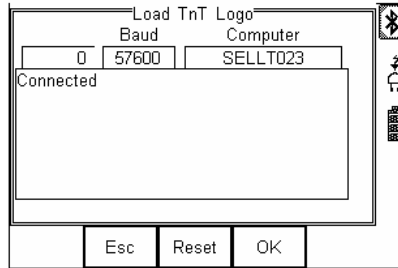 Load TnT Logo
Baud Computer
0 57600 SELLT023
Connected
Esc Reset OK